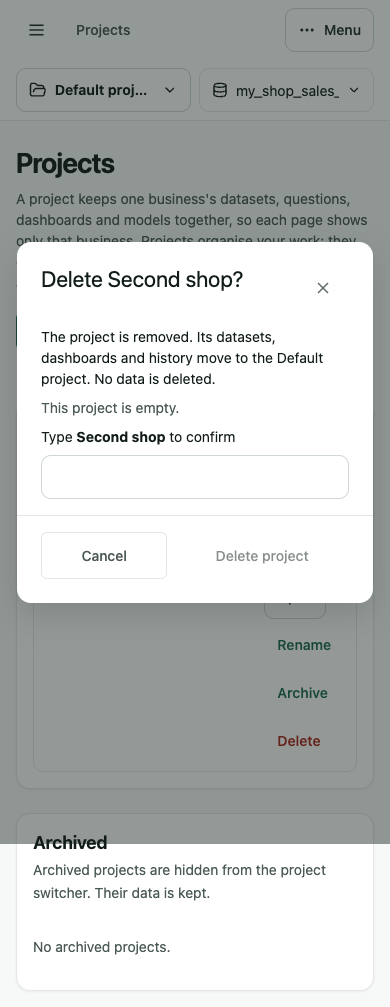 Projects
Menu
Default proj...
my_shop_sales_
Projects
A project keeps one business's datasets, questions,
dashboards and models together, so each page shows
only that business. Projects organise your work: they
Delete Second shop?
The project is removed. Its datasets,
dashboards and history move to the Default
project. No data is deleted.
This project is empty.
Type Second shop to confirm
Cancel
Delete project
Rename
Archive
Delete
Archived
Archived projects are hidden from the project
switcher. Their data is kept.
No archived projects.